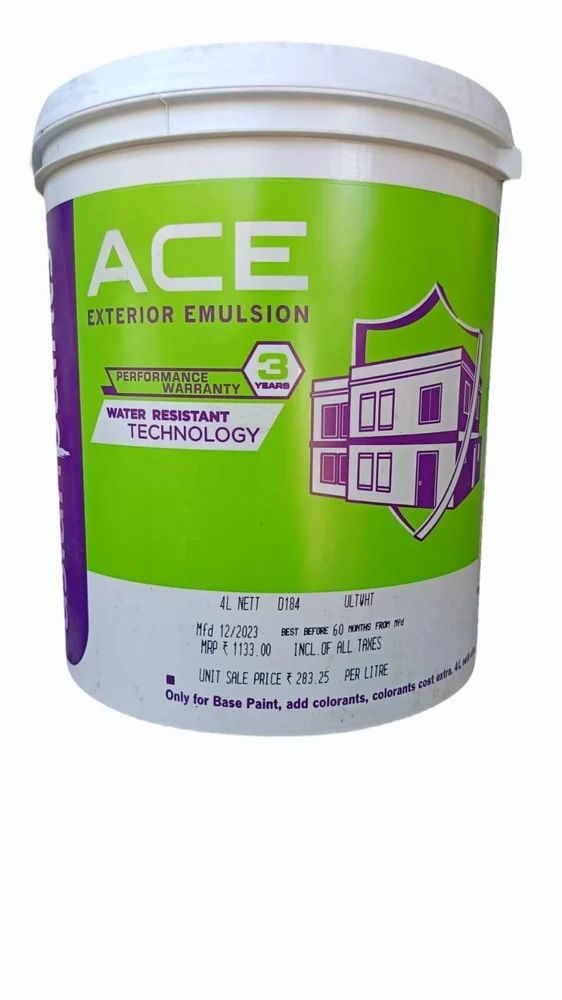 ACE
EXTERIOR EMULSION
PERFORMANCE
WARRANTY
3
YEARS
WATER RESISTANT
TECHNOLOGY
4L NETT D184 ULTWHT
Mfd 12/2023 BEST BEFORE 60 MONTHS FROM Mfd
MRP ₹ 1133.00 INCL.OF ALL TAXES
UNIT SALE PRICE ₹ 283.25 PER LITRE
Only for Base Paint, add colorants, colorants cost extra. 4L